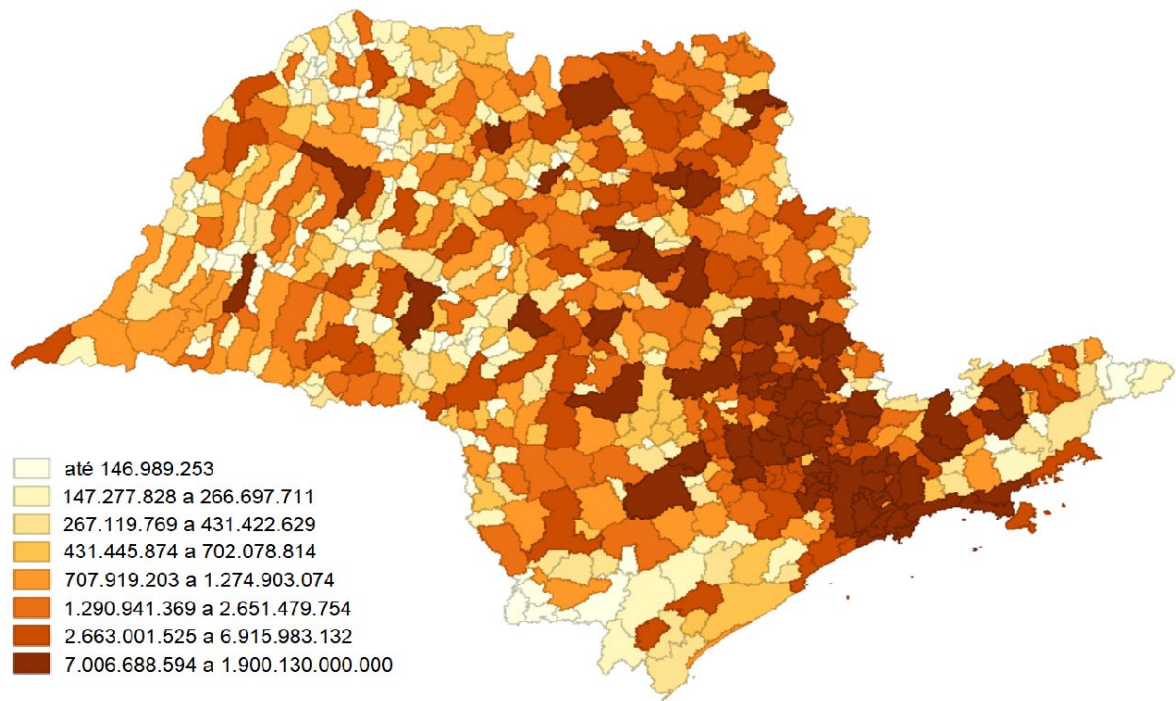 até 146.989.253
147.277.828 a 266.697.711
267.119.769 a 431.422.629
431.445.874 a 702.078.814
707.919.203 a 1.274.903.074
1.290.941.369 a 2.651.479.754
2.663.001.525 a 6.915.983.132
7.006.688.594 a 1.900.130.000.000